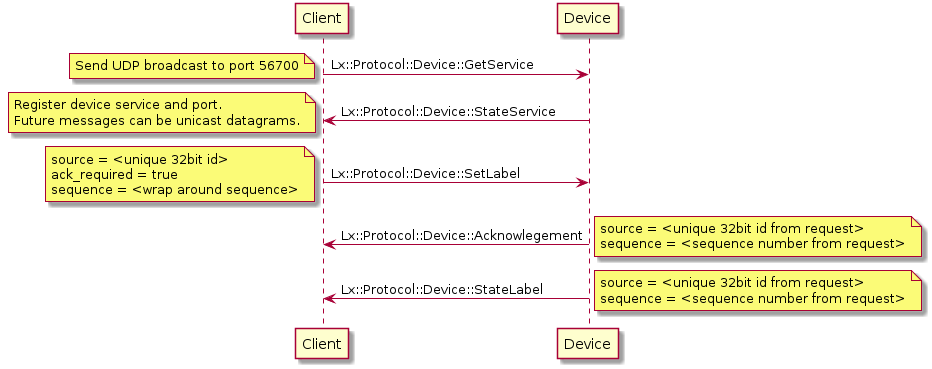 Client
Device
Send UDP broadcast to port 56700
Lx::Protocol::Device::GetService
Register device service and port.
Future messages can be unicast datagrams.
Lx::Protocol::Device::StateService
source = <unique 32bit id>
ack_required = true
sequence = <wrap around sequence>
Lx::Protocol::Device::SetLabel
Lx::Protocol::Device::Acknowlegement
source = <unique 32bit id from request>
sequence = <sequence number from request>
Lx::Protocol::Device::StateLabel
source = <unique 32bit id from request>
sequence = <sequence number from request>
Client
Device